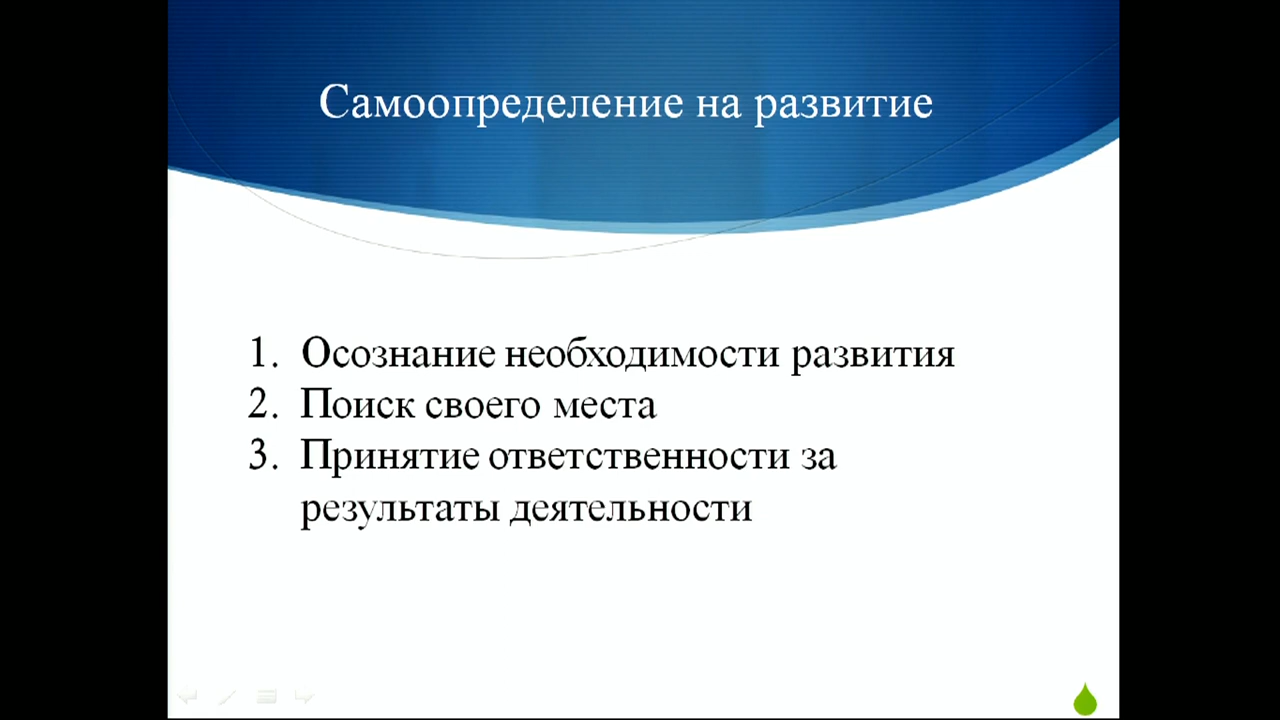 Самоопределение на развитие
1. Осознание необходимости развития
2. Поиск своего места
3. Принятие ответственности за
результаты деятельности